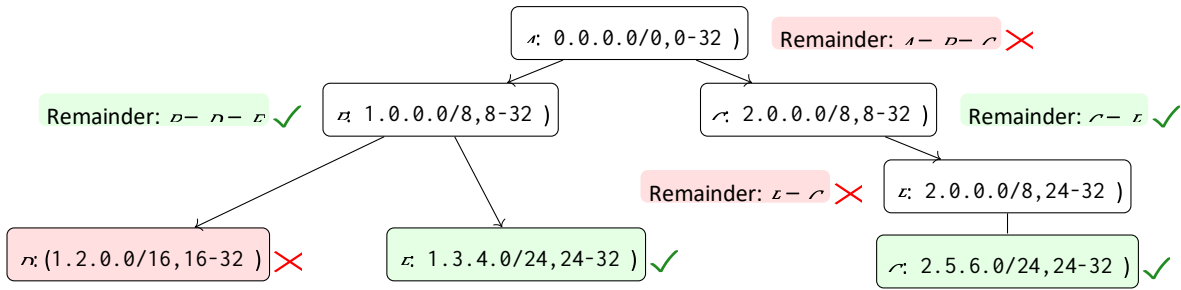 : 0.0.0.0/0,0-32 )
Remainder:
Remainder:
: 1.0.0.0/8,8-32 )
: 2.0.0.0/8,8-32 )
Remainder:
Remainder:
: 2.0.0.0/8,24-32 )
:(1.2.0.0/16,16-32 )
: 1.3.4.0/24,24-32 )
: 2.5.6.0/24,24-32 )